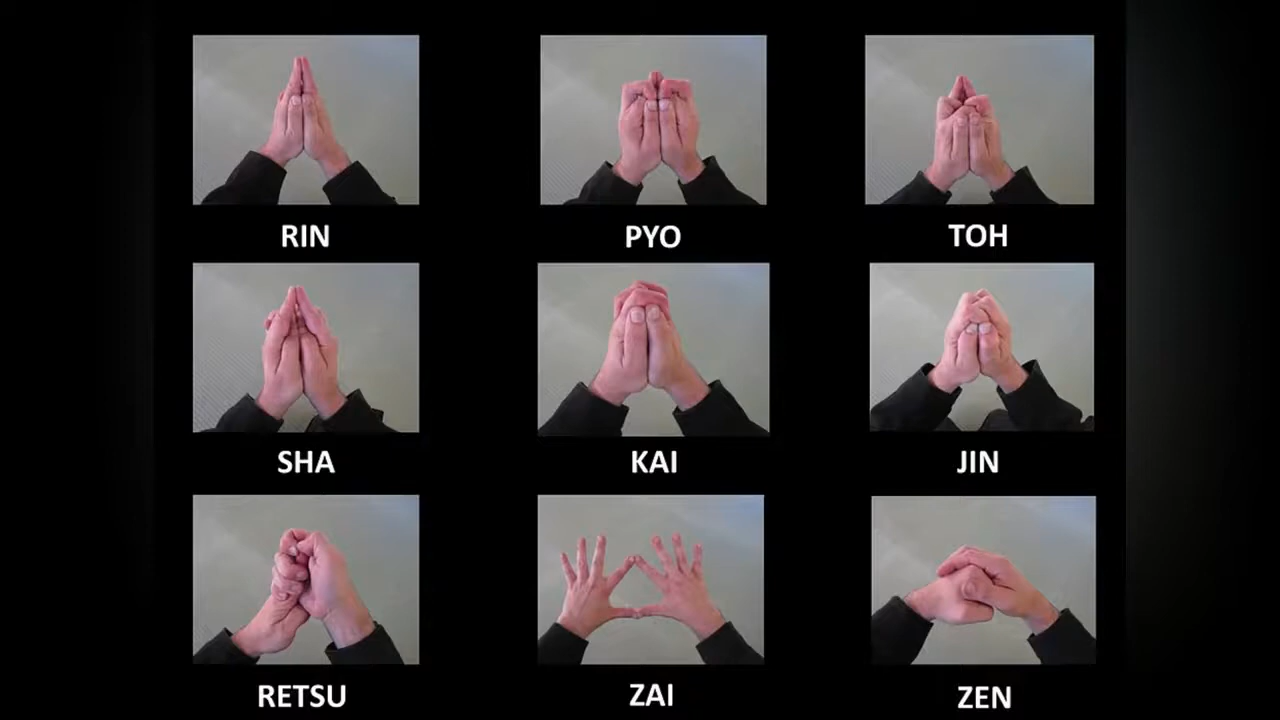 RIN
PYO
TOH
SHA
KAI
JIN
RETSU
ZAI
ZEN